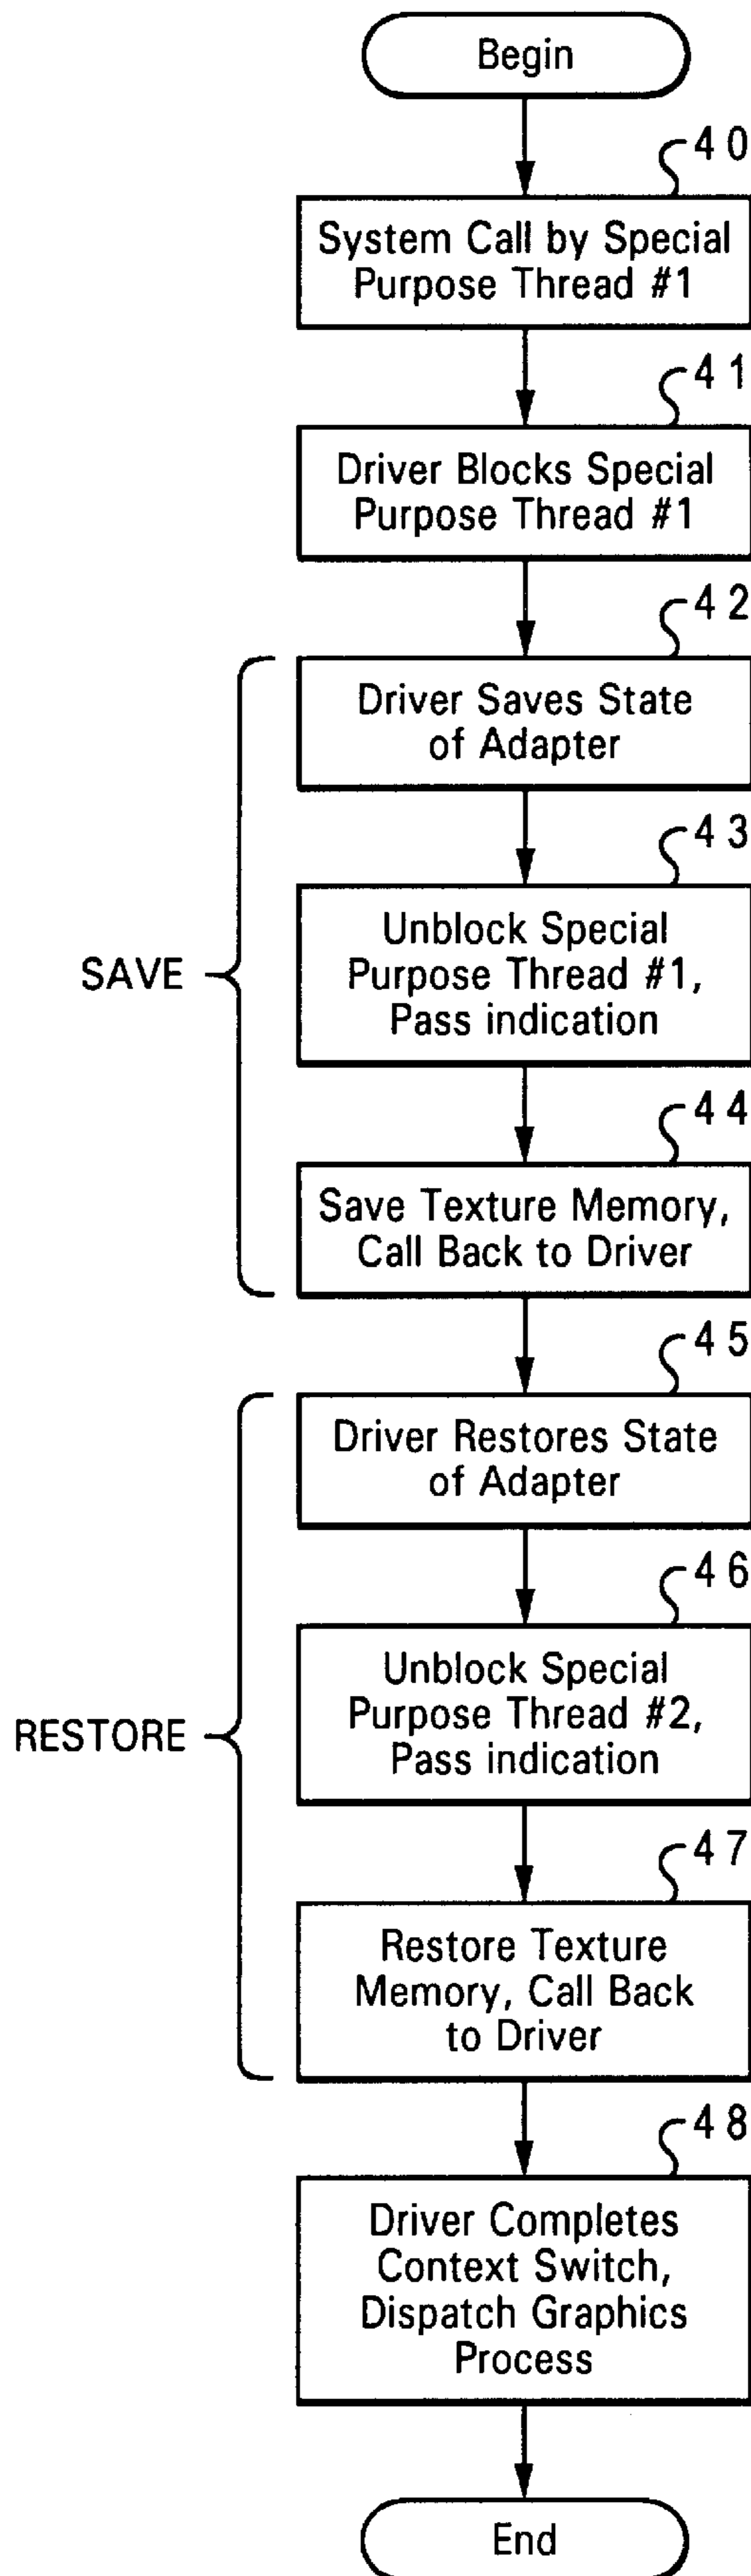 Begin
40
System Call by Special
Purpose Thread #1
41
Driver Blocks Special
Purpose Thread #1
42
Driver Saves State
of Adapter
43
Unblock Special
Purpose Thread #1,
Pass indication
SAVE
44
Save Texture Memory,
Call Back to Driver
45
Driver Restores State
of Adapter
46
Unblock Special
Purpose Thread #2,
Pass indication
RESTORE
47
Restore Texture
Memory, Call Back
to Driver
48
Driver Completes
Context Switch,
Dispatch Graphics
Process
End